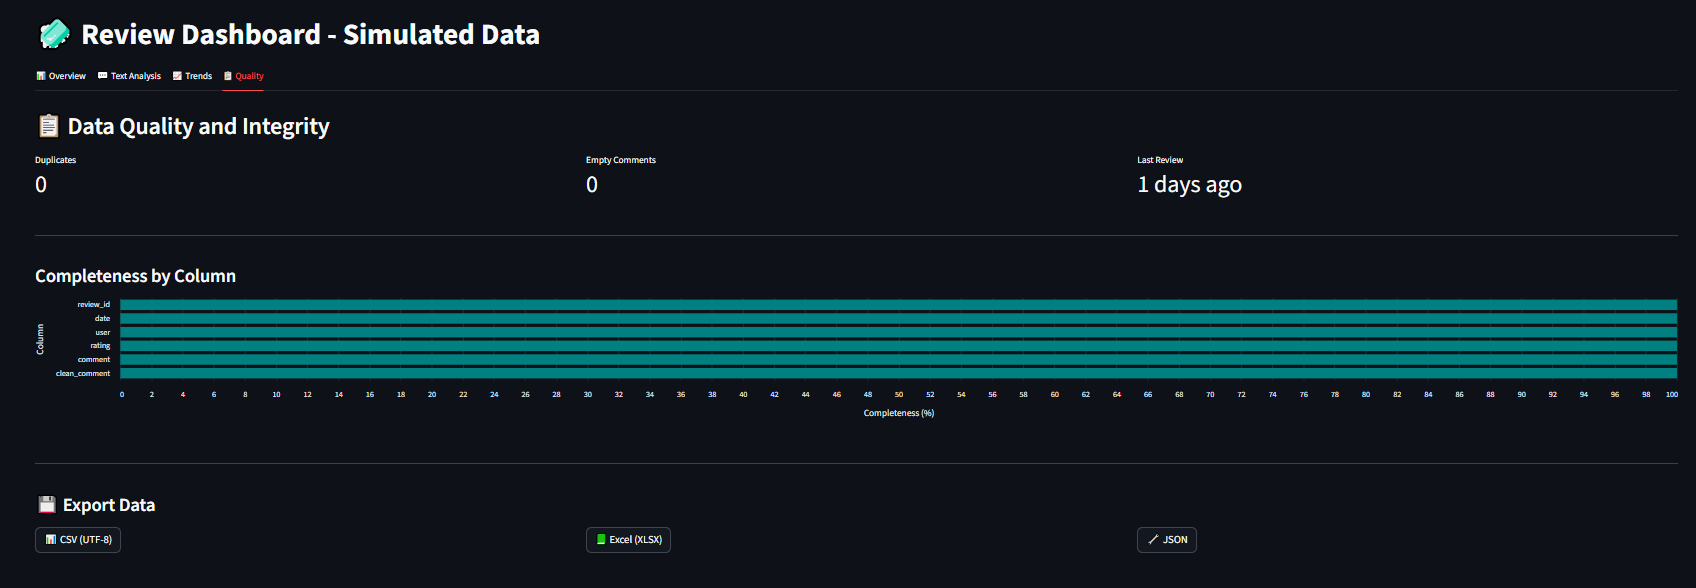 Review Dashboard - Simulated Data
Overview Text Analysis Trends Quality
Data Quality and Integrity
Duplicates Empty Comments Last Review
0 0 1 days ago
Completeness by Column
Column
review_id
date
user
rating
comment
clean_comment
0 2 4 6 8 10 12 14 16 18 20 22 24 26 28 30 32 34 36 38 40 42 44 46 48 50 52 54 56 58 60 62 64 66 68 70 72 74 76 78 80 82 84 86 88 90 92 94 96 98 100
Completeness (%)
Export Data
CSV (UTF-8) Excel (XLSX) JSON